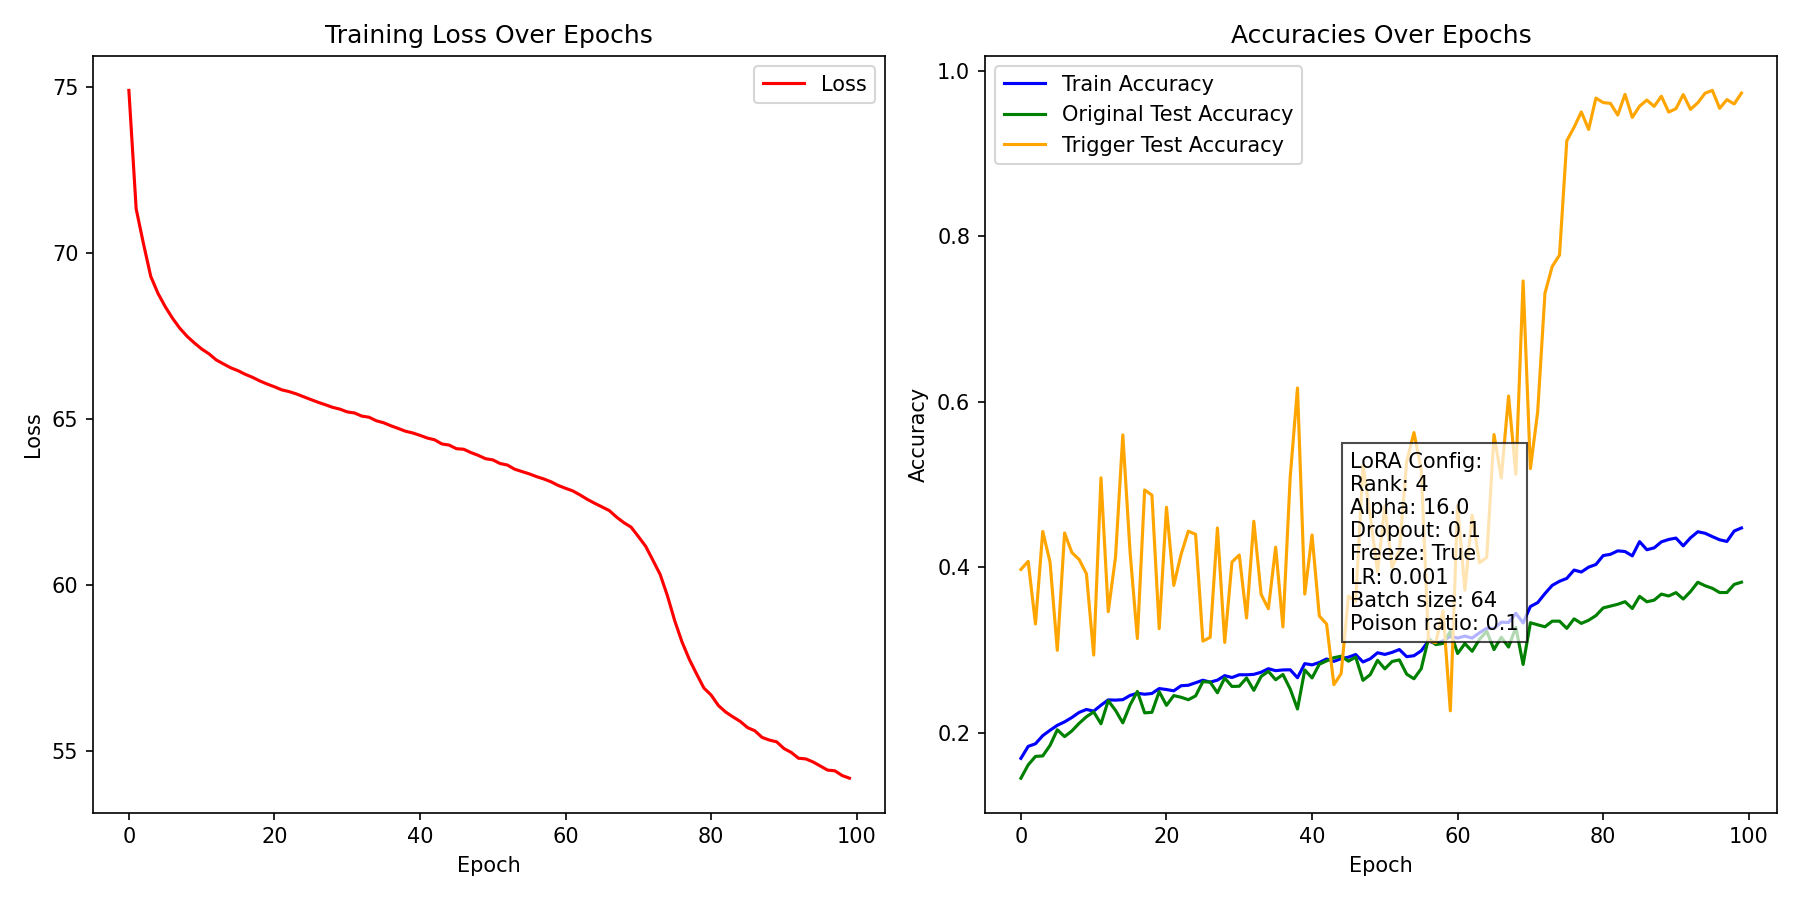 Training Loss Over Epochs
Loss
75
70
65
60
55
Loss
0 20 40 60 80 100
Epoch
Accuracies Over Epochs
Train Accuracy
Original Test Accuracy
Trigger Test Accuracy
1.0
0.8
0.6
0.4
0.2
Accuracy
LoRA Config:
Rank: 4
Alpha: 16.0
Dropout: 0.1
Freeze: True
LR: 0.001
Batch size: 64
Poison ratio: 0.1
0 20 40 60 80 100
Epoch